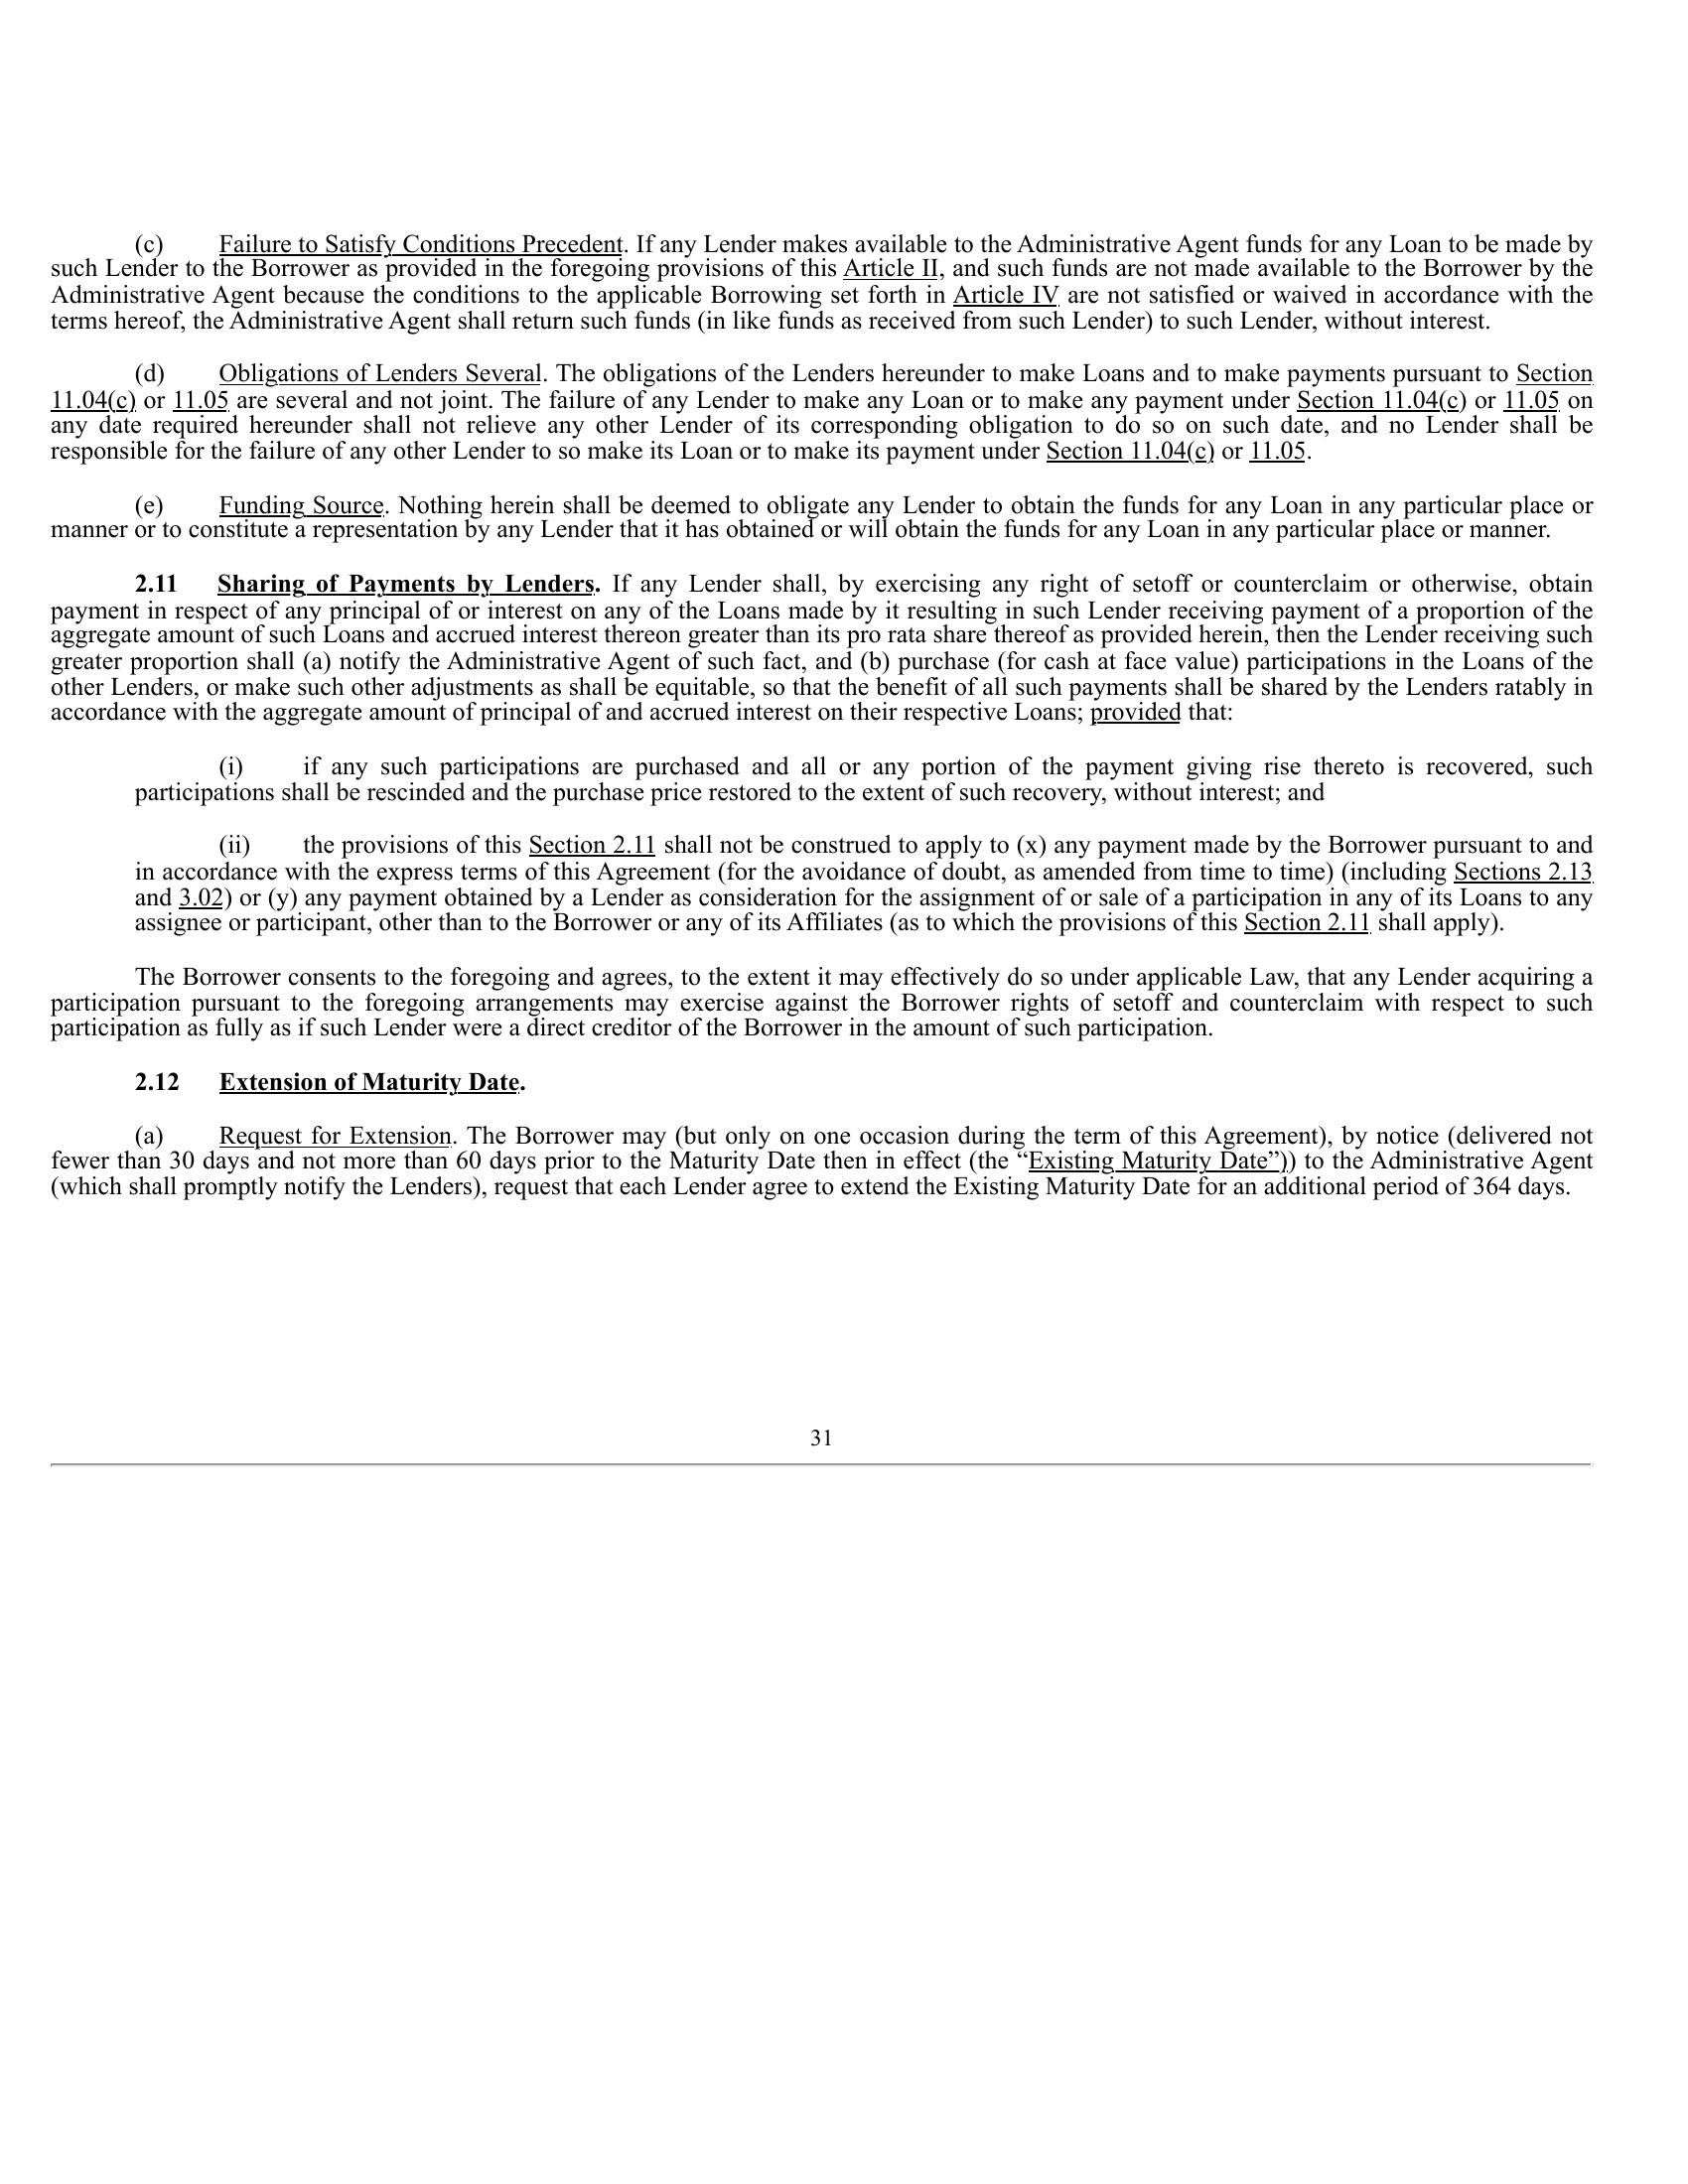 (c) Failure to Satisfy Conditions Precedent. If any Lender makes available to the Administrative Agent funds for any Loan to be made by
such Lender to the Borrower as provided in the foregoing provisions of this Article II, and such funds are not made available to the Borrower by the
Administrative Agent because the conditions to the applicable Borrowing set forth in Article IV are not satisfied or waived in accordance with the
terms hereof, the Administrative Agent shall return such funds (in like funds as received from such Lender) to such Lender, without interest.
(d) Obligations of Lenders Several. The obligations of the Lenders hereunder to make Loans and to make payments pursuant to Section
11.04(c) or 11.05 are several and not joint. The failure of any Lender to make any Loan or to make any payment under Section 11.04(c) or 11.05 on
any date required hereunder shall not relieve any other Lender of its corresponding obligation to do so on such date, and no Lender shall be
responsible for the failure of any other Lender to so make its Loan or to make its payment under Section 11.04(c) or 11.05.
(e) Funding Source. Nothing herein shall be deemed to obligate any Lender to obtain the funds for any Loan in any particular place or
manner or to constitute a representation by any Lender that it has obtained or will obtain the funds for any Loan in any particular place or manner.
2.11 Sharing of Payments by Lenders. If any Lender shall, by exercising any right of setoff or counterclaim or otherwise, obtain
payment in respect of any principal of or interest on any of the Loans made by it resulting in such Lender receiving payment of a proportion of the
aggregate amount of such Loans and accrued interest thereon greater than its pro rata share thereof as provided herein, then the Lender receiving such
greater proportion shall (a) notify the Administrative Agent of such fact, and (b) purchase (for cash at face value) participations in the Loans of the
other Lenders, or make such other adjustments as shall be equitable, so that the benefit of all such payments shall be shared by the Lenders ratably in
accordance with the aggregate amount of principal of and accrued interest on their respective Loans; provided that:
(i) if any such participations are purchased and all or any portion of the payment giving rise thereto is recovered, such
participations shall be rescinded and the purchase price restored to the extent of such recovery, without interest; and
(ii) the provisions of this Section 2.11 shall not be construed to apply to (x) any payment made by the Borrower pursuant to and
in accordance with the express terms of this Agreement (for the avoidance of doubt, as amended from time to time) (including Sections 2.13
and 3.02) or (y) any payment obtained by a Lender as consideration for the assignment of or sale of a participation in any of its Loans to any
assignee or participant, other than to the Borrower or any of its Affiliates (as to which the provisions of this Section 2.11 shall apply).
The Borrower consents to the foregoing and agrees, to the extent it may effectively do so under applicable Law, that any Lender acquiring a
participation pursuant to the foregoing arrangements may exercise against the Borrower rights of setoff and counterclaim with respect to such
participation as fully as if such Lender were a direct creditor of the Borrower in the amount of such participation.
2.12 Extension of Maturity Date.
(a) Request for Extension. The Borrower may (but only on one occasion during the term of this Agreement), by notice (delivered not
fewer than 30 days and not more than 60 days prior to the Maturity Date then in effect (the “Existing Maturity Date”)) to the Administrative Agent
(which shall promptly notify the Lenders), request that each Lender agree to extend the Existing Maturity Date for an additional period of 364 days.
31